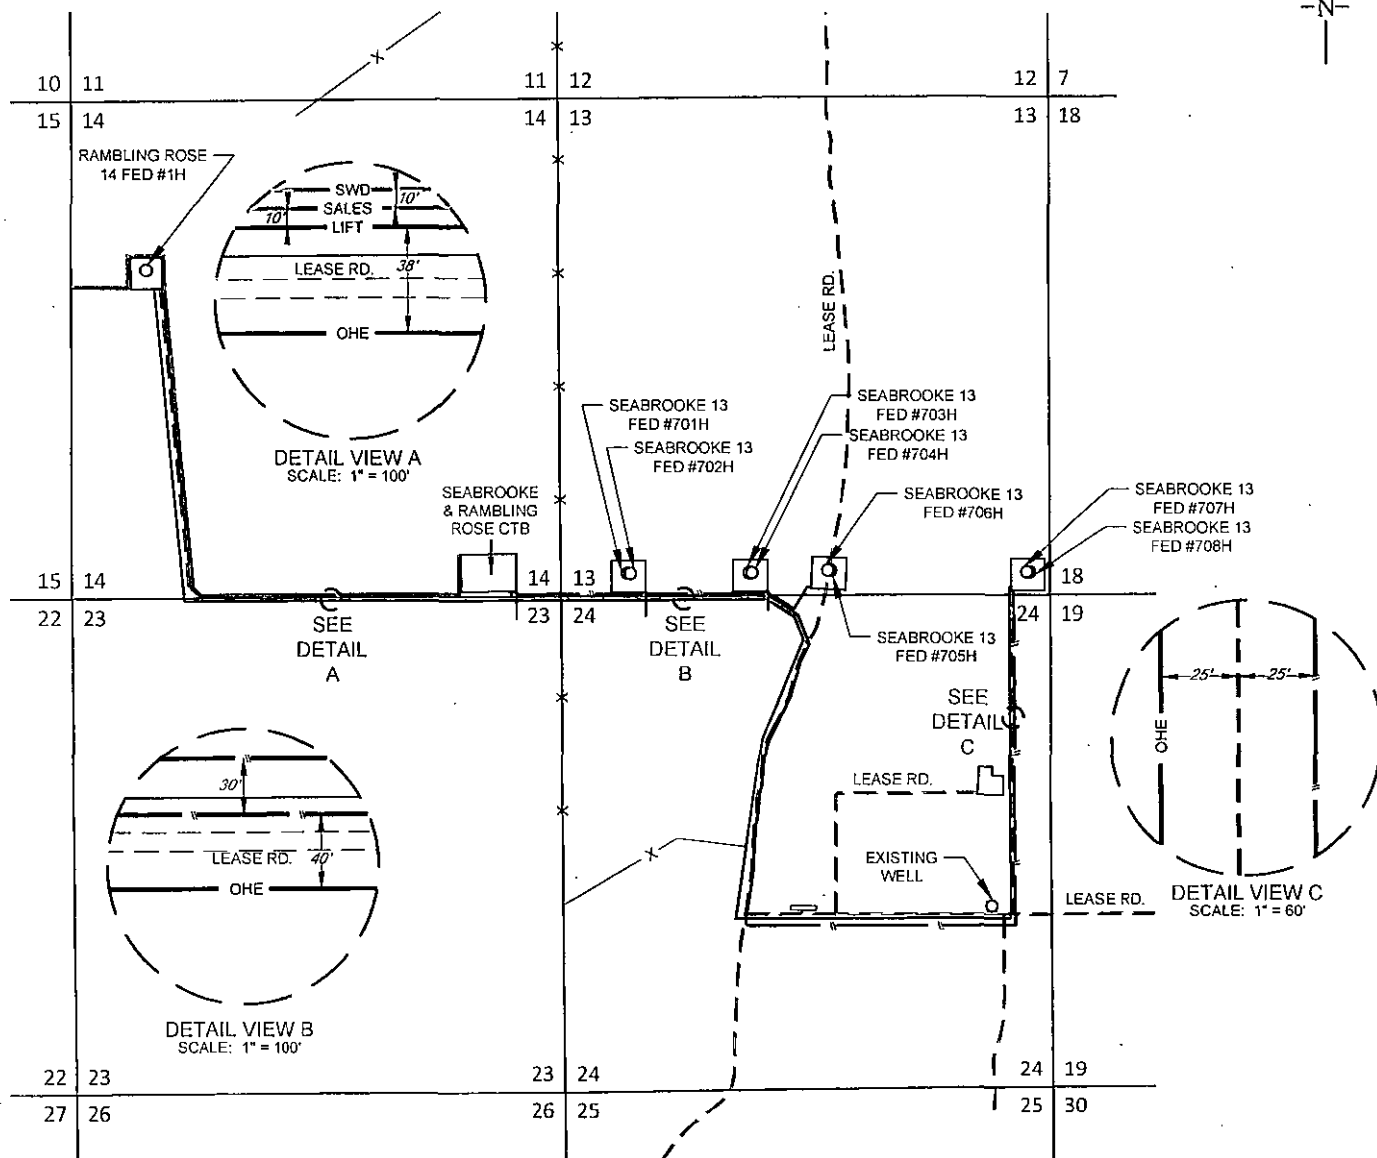 -N-
10 11
11 12
12 7
15 14
14 13
13 18
RAMBLING ROSE
14 FED #1H
SWD
10'
10'
SALES
LIFT
LEASE RD.
38'
OHE
DETAIL VIEW A
SCALE: 1" = 100'
LEASE RD.
SEABROOKE 13
FED #701H
SEABROOKE 13
FED #702H
SEABROOKE 13
FED #703H
SEABROOKE 13
FED #704H
SEABROOKE
& RAMBLING
ROSE CTB
SEABROOKE 13
FED #706H
SEABROOKE 13
FED #707H
SEABROOKE 13
FED #708H
15 14
14 13
18
22 23
23 24
24 19
SEE
DETAIL
A
SEE
DETAIL
B
SEABROOKE 13
FED #705H
SEE
DETAIL
C
25'
25'
OHE
DETAIL VIEW C
SCALE: 1" = 60'
LEASE RD.
EXISTING
WELL
LEASE RD.
30'
LEASE RD.
40'
OHE
DETAIL VIEW B
SCALE: 1" = 100'
22 23
23 24
24 19
27 26
26 25
25 30